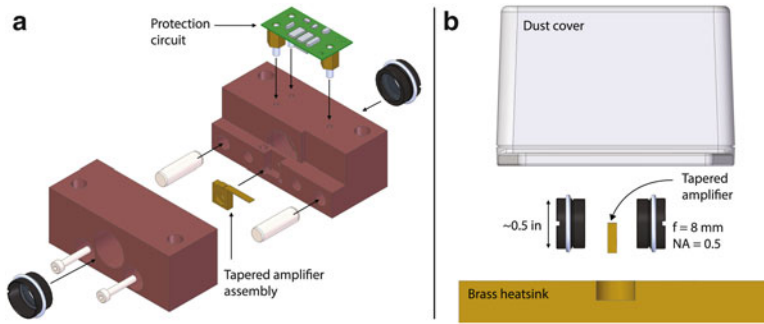 a
Protection
circuit
Tapered amplifier
assembly
b
Dust cover
Tapered
amplifier
~0.5 in
f = 8 mm
NA = 0.5
Brass heatsink